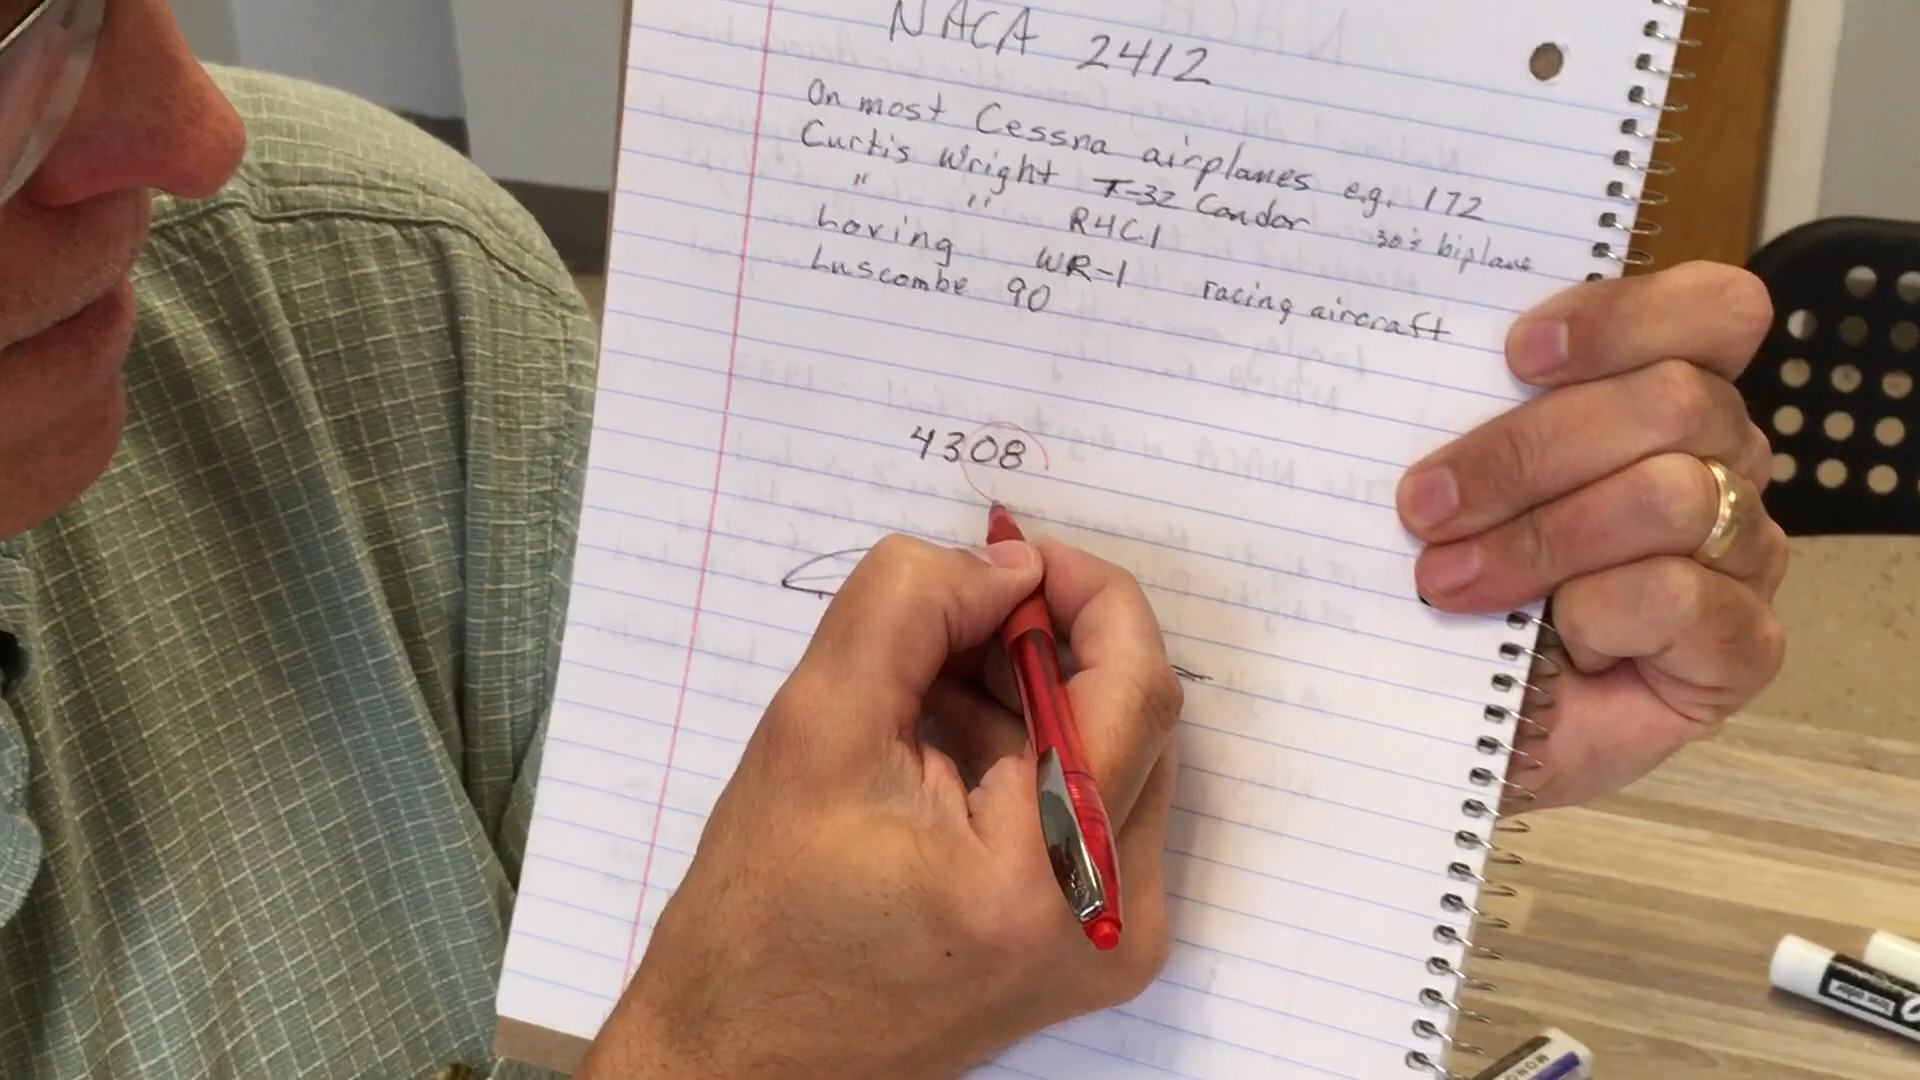 NACA 2412
On most Cessna airplanes e.g. 172
Curtis Wright T-32 Condor 30's biplane
" " R4C1
Loving WR-1 racing aircraft
Luscombe 90
4308
MONO